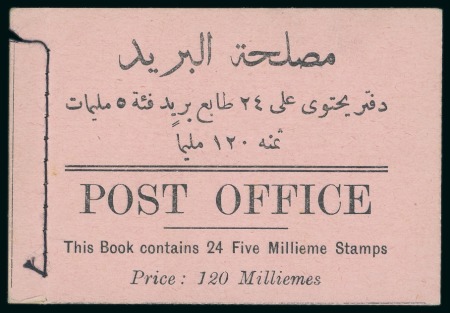 مصلحة البريد
دفتر يحتوى على ٢٤ طابع بريد فئة ٥ مليمات
ثمنه ١٢٠ مليماً
POST OFFICE
This Book contains 24 Five Millieme Stamps
Price: 120 Milliemes